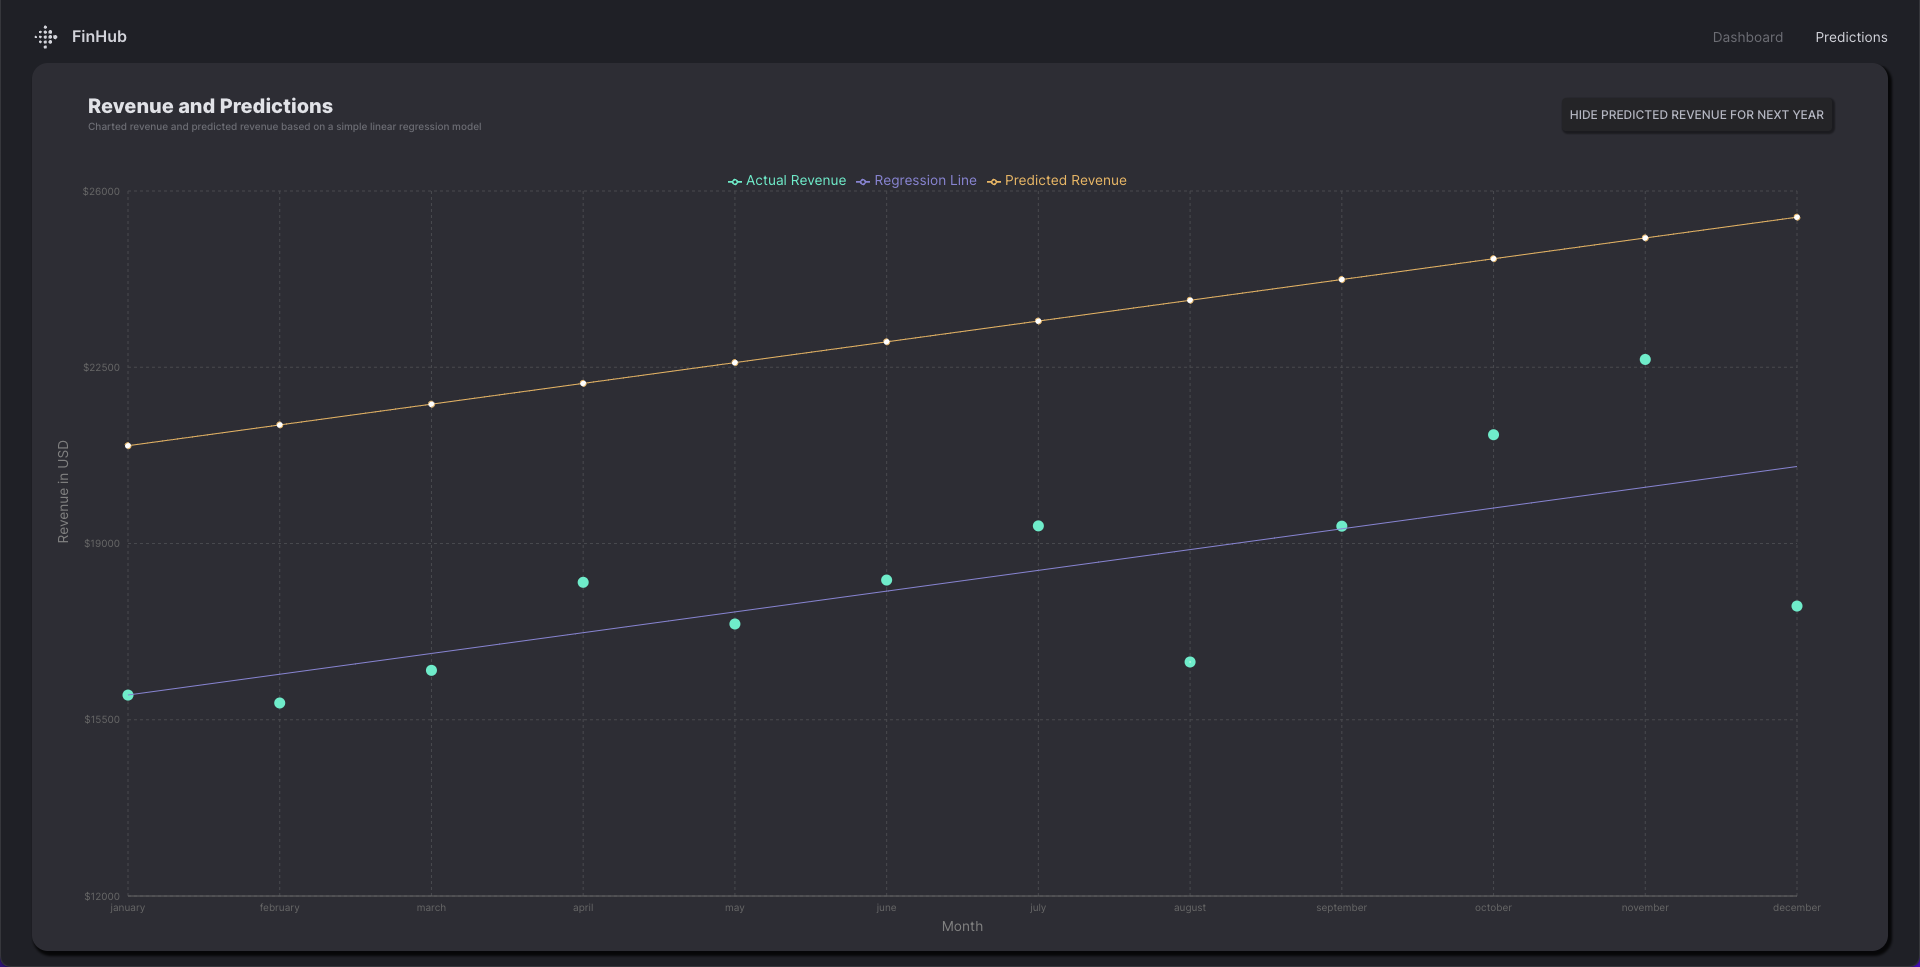 FinHub
Dashboard
Predictions
Revenue and Predictions
Charted revenue and predicted revenue based on a simple linear regression model
HIDE PREDICTED REVENUE FOR NEXT YEAR
Actual Revenue
Regression Line
Predicted Revenue
$26000
$22500
$19000
$15500
$12000
Revenue in USD
january
february
march
april
may
june
july
august
september
october
november
december
Month